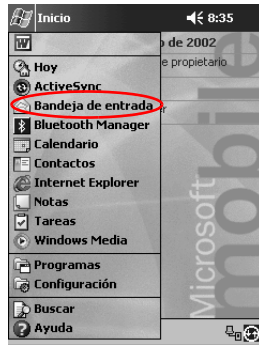 Inicio 8:35
o de 2002
Hoy
e propietario
ActiveSync
Bandeja de entrada
Bluetooth Manager
Calendario
Contactos
Internet Explorer
Notas
Tareas
Windows Media
Programas
Configuración
Buscar
Ayuda
Microsoft
mobile